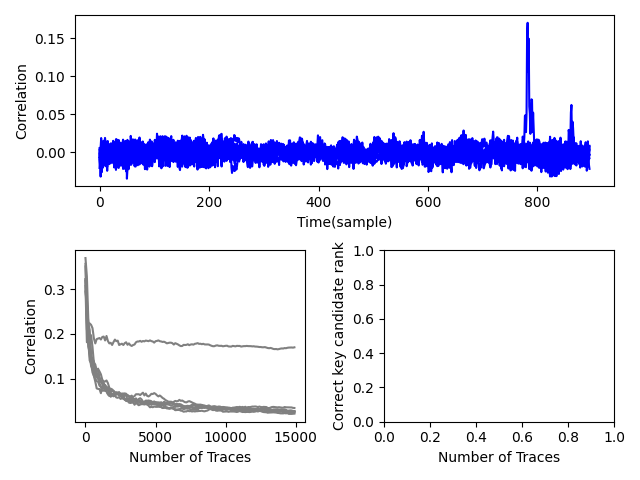 0.15
0.10
0.05
0.00
Correlation
0 200 400 600 800
Time(sample)
0.3
0.2
0.1
Correlation
0 5000 10000 15000
Number of Traces
1.0
0.8
0.6
0.4
0.2
0.0
Correct key candidate rank
0.0 0.2 0.4 0.6 0.8 1.0
Number of Traces